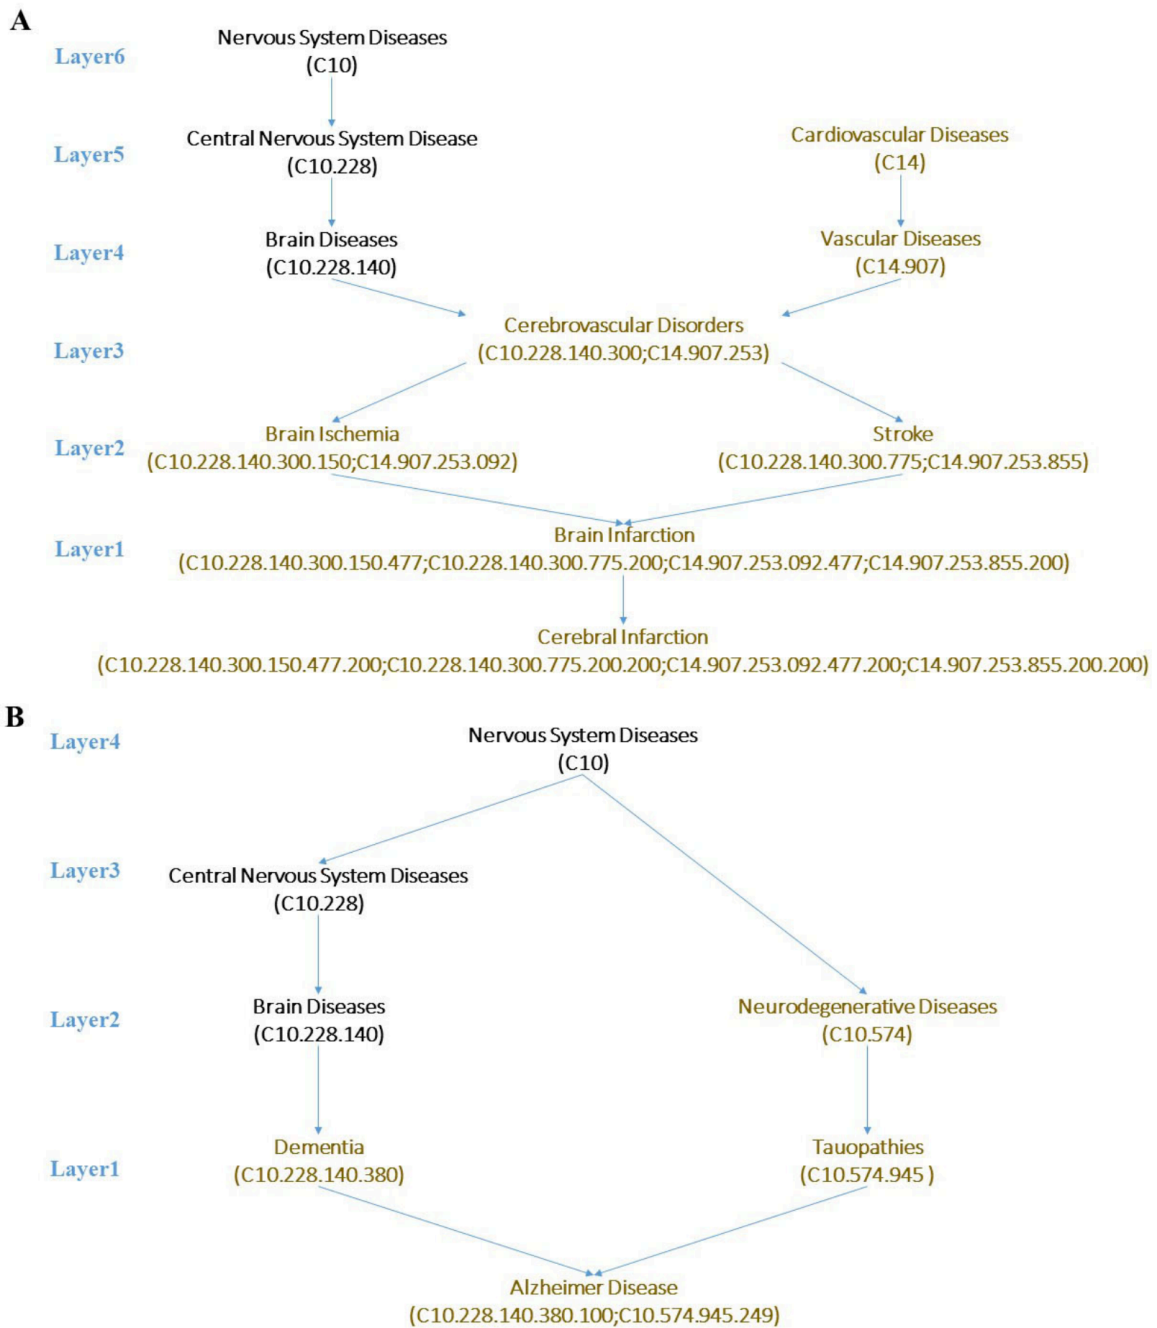 A
Layer6
Nervous System Diseases
(C10)
Layer5
Central Nervous System Disease
(C10.228)
Cardiovascular Diseases
(C14)
Layer4
Brain Diseases
(C10.228.140)
Vascular Diseases
(C14.907)
Layer3
Cerebrovascular Disorders
(C10.228.140.300;C14.907.253)
Layer2
Brain Ischemia
(C10.228.140.300.150;C14.907.253.092)
Stroke
(C10.228.140.300.775;C14.907.253.855)
Layer1
Brain Infarction
(C10.228.140.300.150.477;C10.228.140.300.775.200;C14.907.253.092.477;C14.907.253.855.200)
Cerebral Infarction
(C10.228.140.300.150.477.200;C10.228.140.300.775.200.200;C14.907.253.092.477.200;C14.907.253.855.200.200)
B
Layer4
Nervous System Diseases
(C10)
Layer3
Central Nervous System Diseases
(C10.228)
Layer2
Brain Diseases
(C10.228.140)
Neurodegenerative Diseases
(C10.574)
Layer1
Dementia
(C10.228.140.380)
Tauopathies
(C10.574.945 )
Alzheimer Disease
(C10.228.140.380.100;C10.574.945.249)